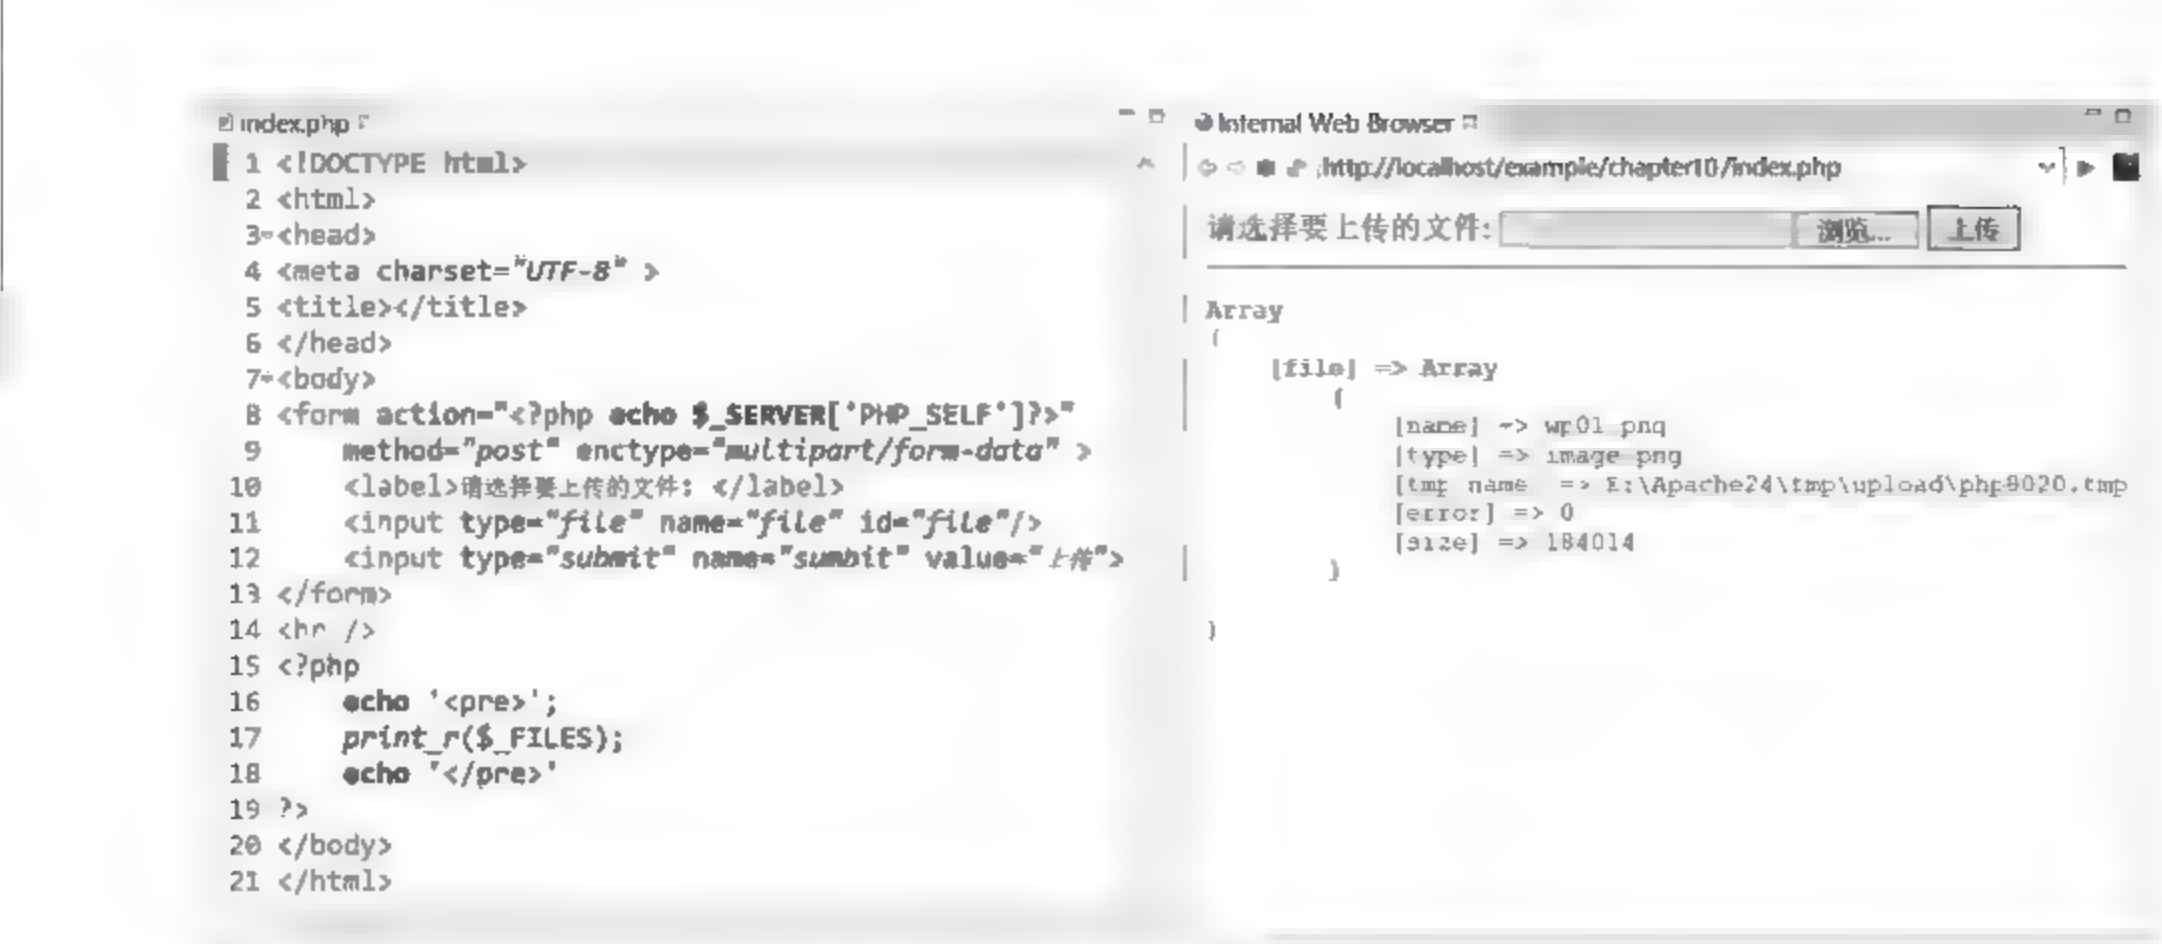 index.php
1 <!DOCTYPE html>
2 <html>
3 <head>
4 <meta charset="UTF-8" >
5 <title></title>
6 </head>
7 <body>
8 <form action="<?php echo $_SERVER['PHP_SELF']?>"
9 method="post" enctype="multipart/form-data" >
10 <label>请选择要上传的文件: </label>
11 <input type="file" name="file" id="file"/>
12 <input type="submit" name="sumbit" value="上传">
13 </form>
14 <hr />
15 <?php
16 echo '<pre>';
17 print_r($_FILES);
18 echo '</pre>'
19 ?>
20 </body>
21 </html>
Internal Web Browser
http://localhost/example/chapter10/index.php
请选择要上传的文件: 浏览... 上传
Array
(
[file] => Array
(
[name] => wp01.png
[type] => image/png
[tmp_name] => E:\Apache24\tmp\upload\php8020.tmp
[error] => 0
[size] => 184014
)
)